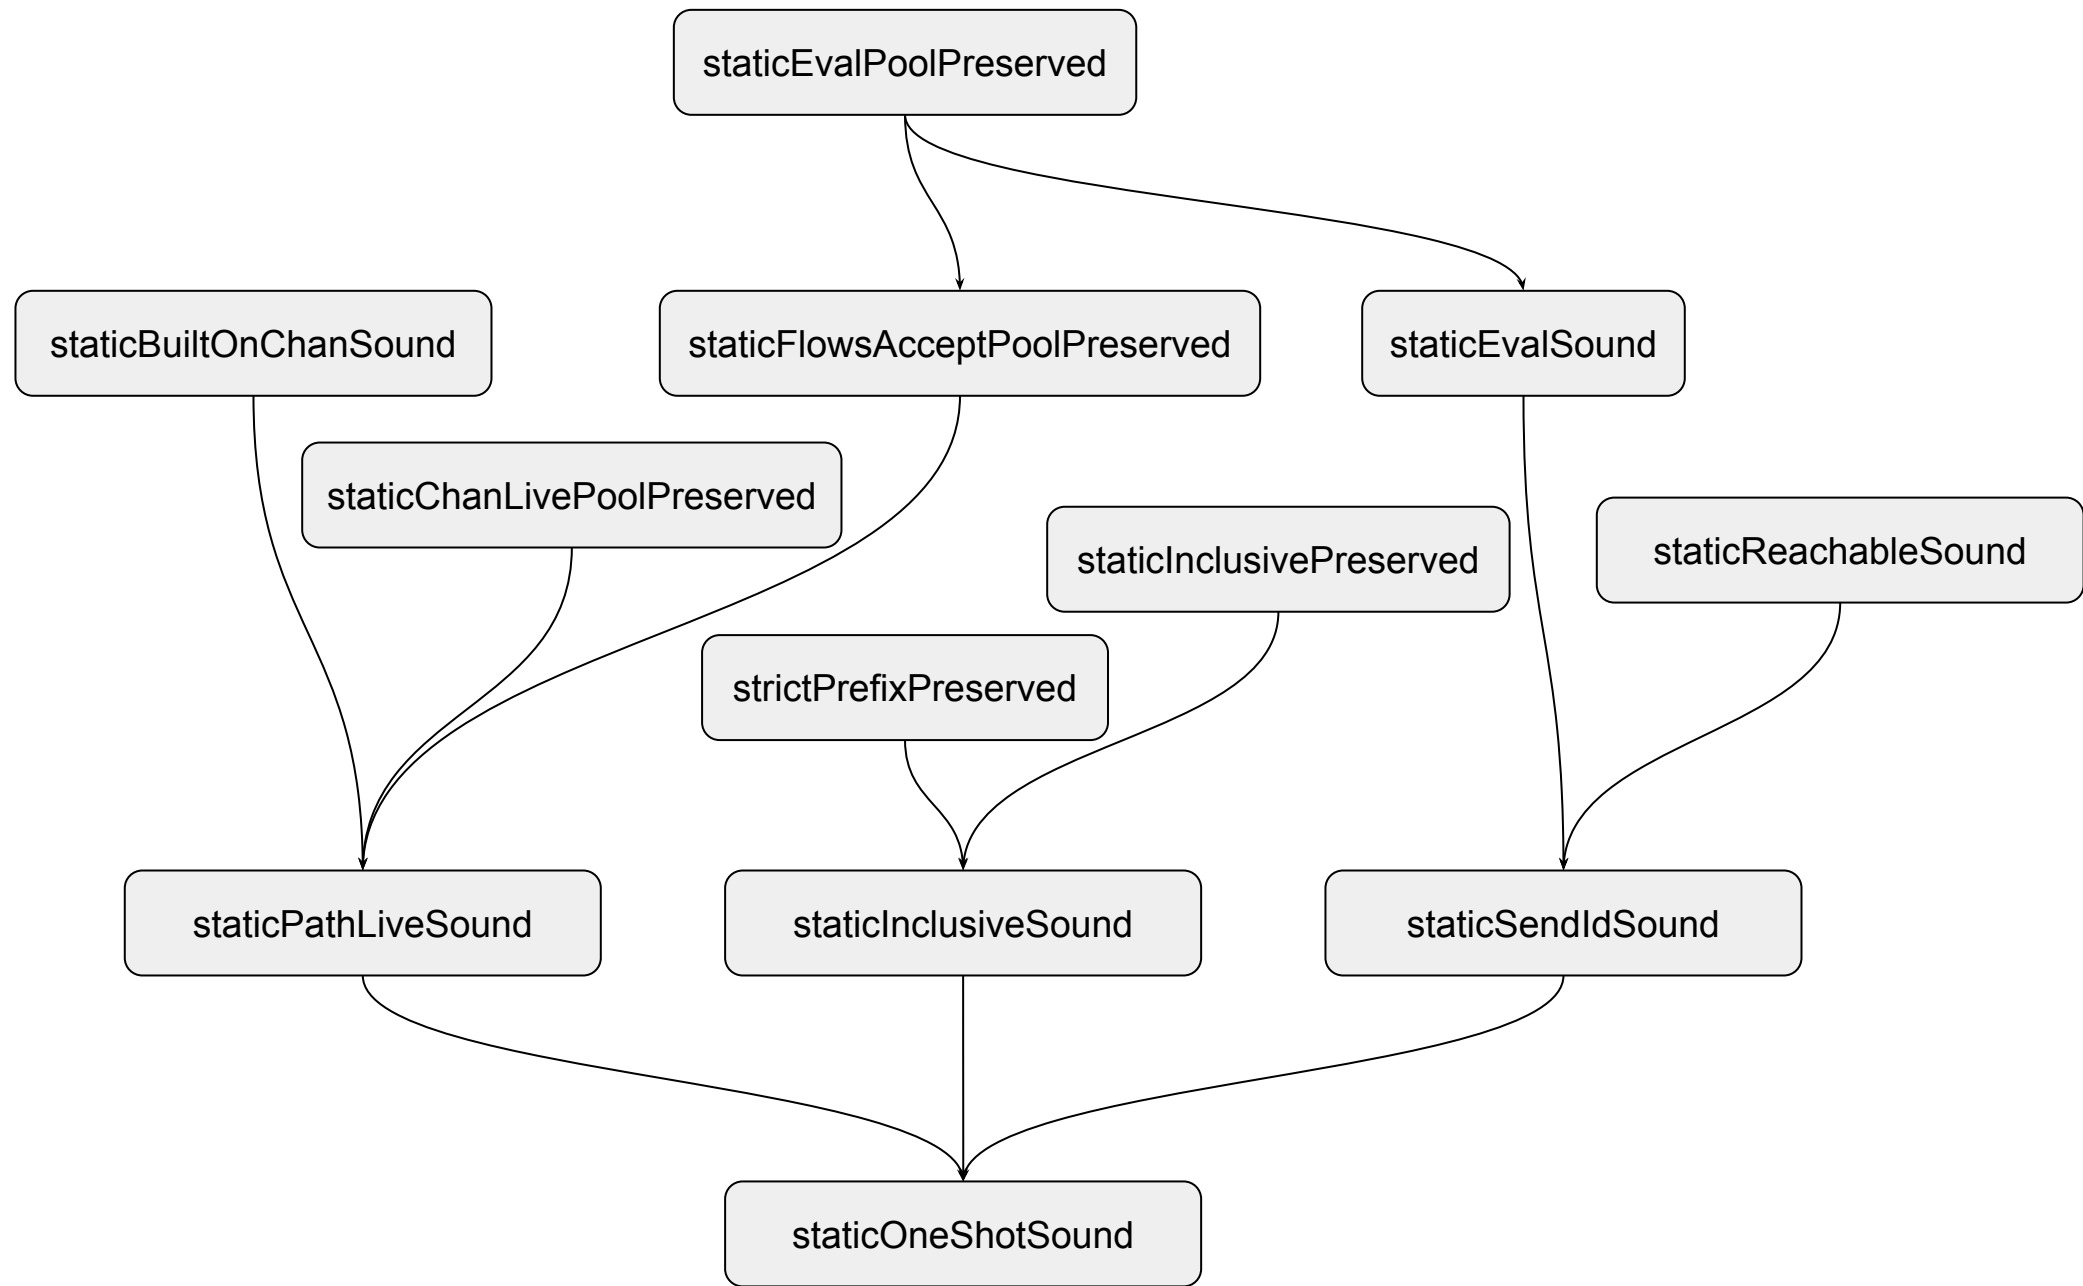 staticEvalPoolPreserved
staticBuiltOnChanSound
staticFlowsAcceptPoolPreserved
staticEvalSound
staticChanLivePoolPreserved
staticInclusivePreserved
staticReachableSound
strictPrefixPreserved
staticPathLiveSound
staticInclusiveSound
staticSendIdSound
staticOneShotSound